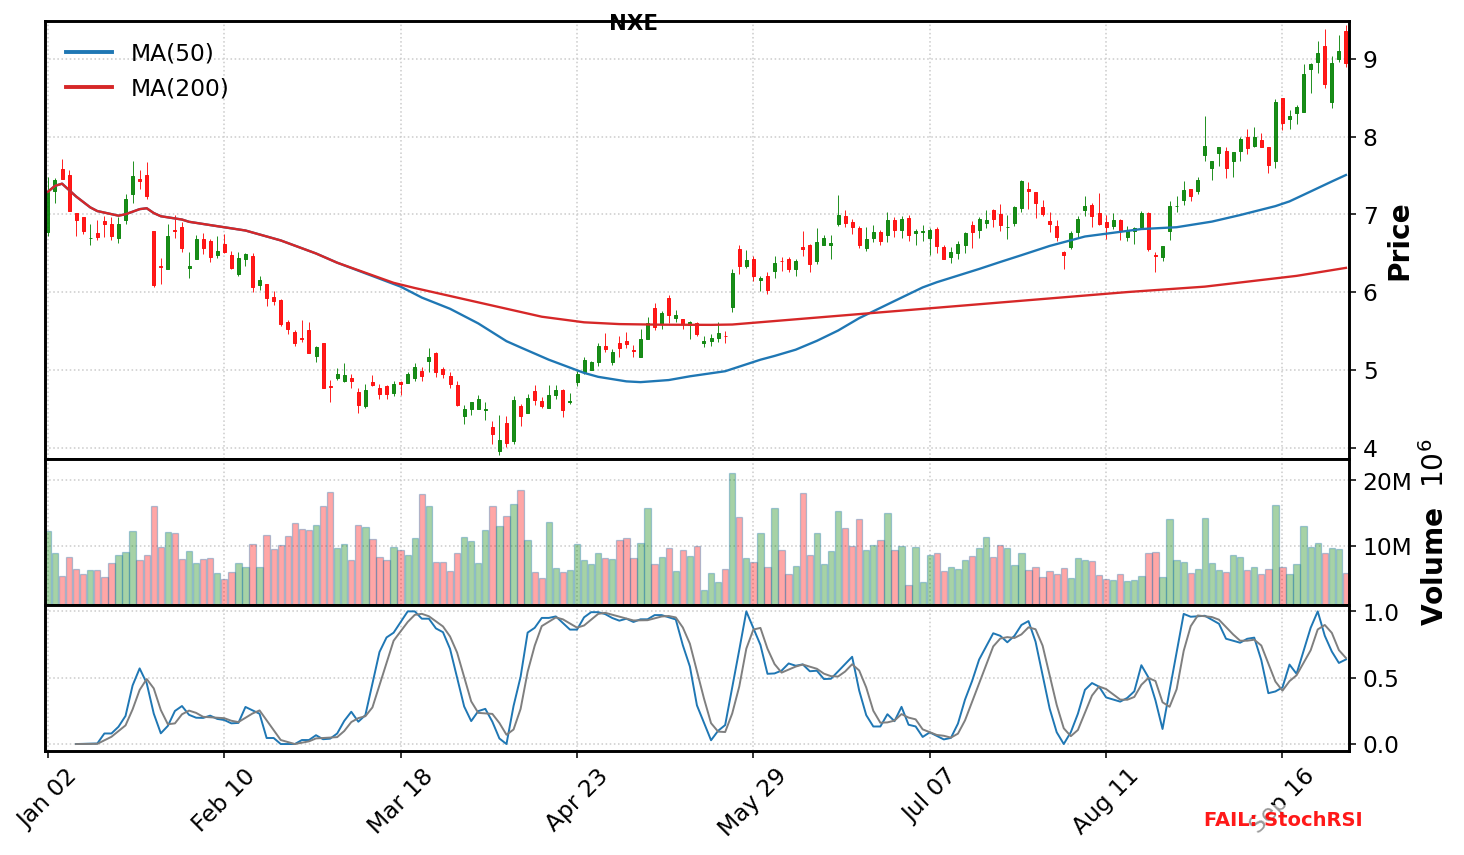 NXE
MA(50)
MA(200)
9
8
7
6
5
4
Price
20M
10M
Volume 10^6
1.0
0.5
0.0
Jan 02
Feb 10
Mar 18
Apr 23
May 29
Jul 07
Aug 11
Sep 16
FAIL: StochRSI